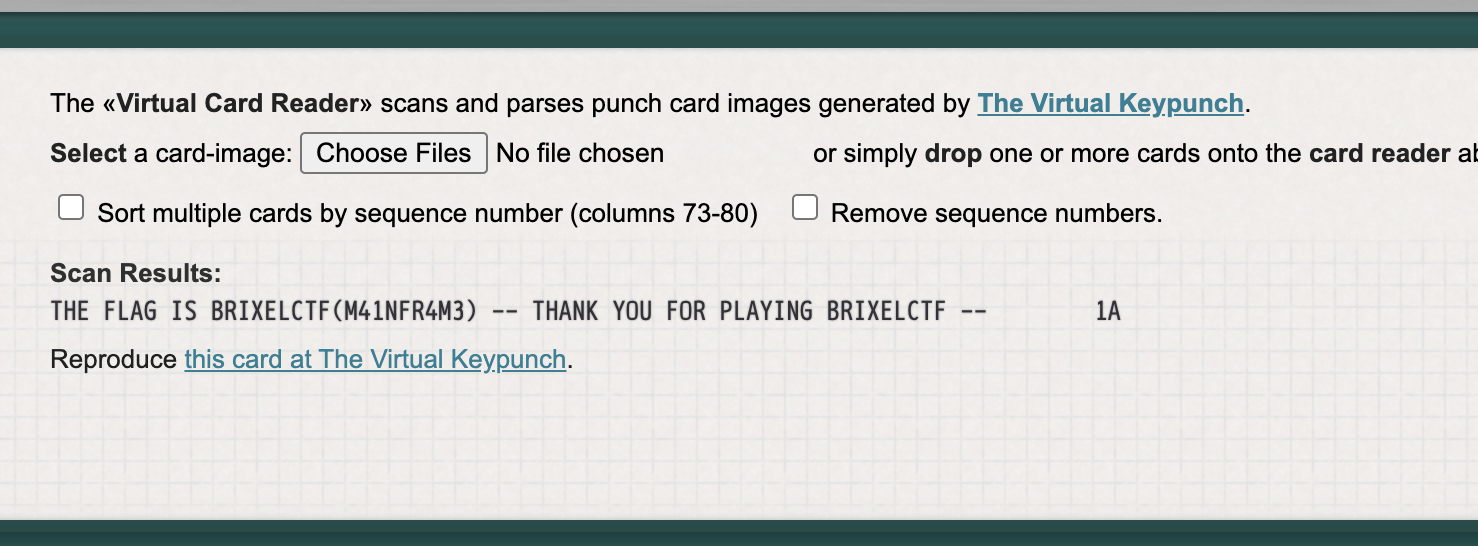 The «Virtual Card Reader» scans and parses punch card images generated by The Virtual Keypunch.
Select a card-image: Choose Files No file chosen or simply drop one or more cards onto the card reader
Sort multiple cards by sequence number (columns 73-80) Remove sequence numbers.
Scan Results:
THE FLAG IS BRIXELCTF(M41NFR4M3) -- THANK YOU FOR PLAYING BRIXELCTF -- 1A
Reproduce this card at The Virtual Keypunch.